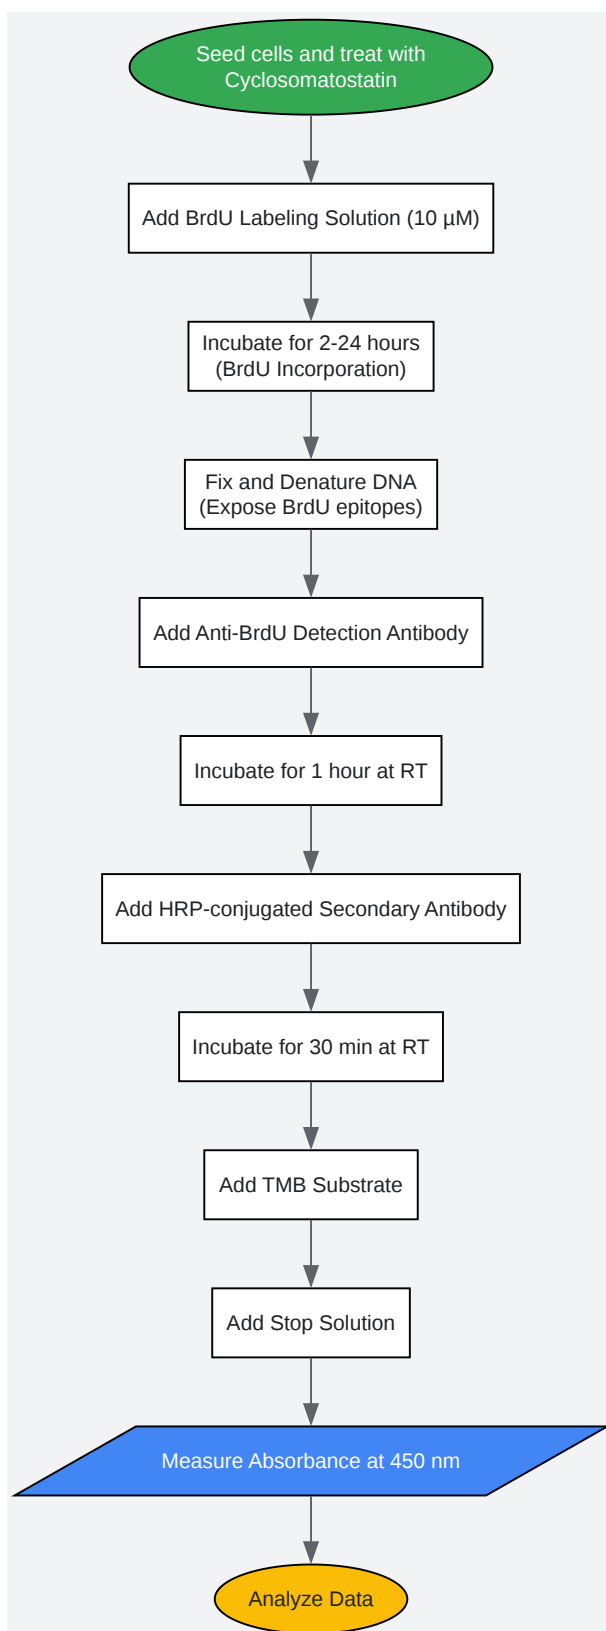 Seed cells and treat with
Cyclosomatostatin
Add BrdU Labeling Solution (10 µM)
Incubate for 2-24 hours
(BrdU Incorporation)
Fix and Denature DNA
(Expose BrdU epitopes)
Add Anti-BrdU Detection Antibody
Incubate for 1 hour at RT
Add HRP-conjugated Secondary Antibody
Incubate for 30 min at RT
Add TMB Substrate
Add Stop Solution
Measure Absorbance at 450 nm
Analyze Data